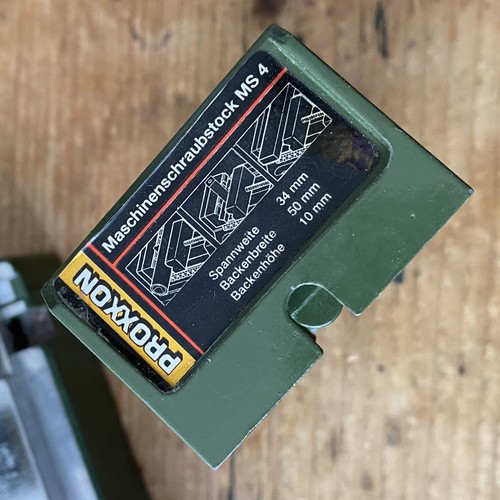 Maschinenschraubstock MS 4
Spannweite 34 mm
Backenbreite 50 mm
Backenhöhe 10 mm
PROXXON